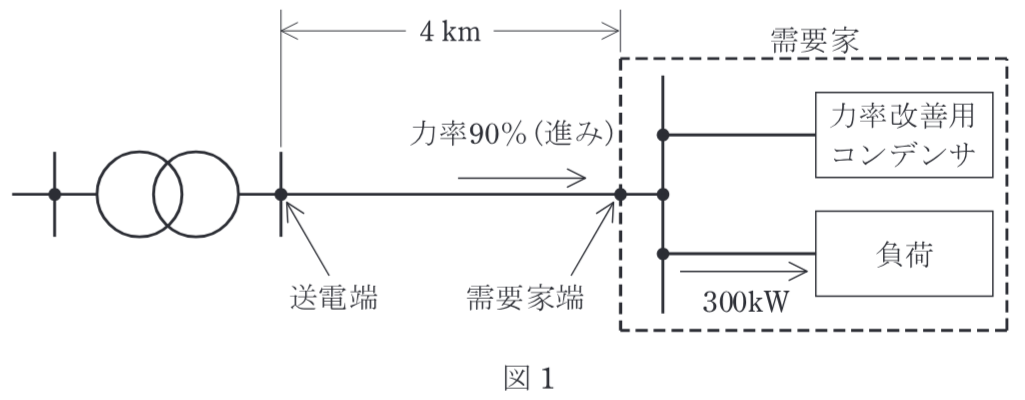 4 km
需要家
力率90%(進み)
力率改善用
コンデンサ
負荷
送電端
需要家端
300kW
図 1